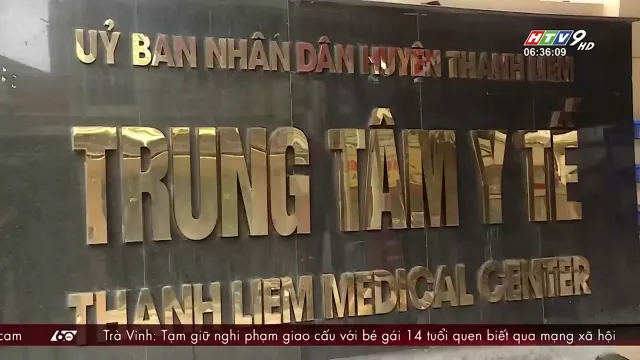 HTV9 HD
06:36:09
UỶ BAN NHÂN DÂN HUYỆN THANH LIÊM
TRUNG TÂM Y TẾ
THANH LIEM MEDICAL CENTER
cam 60 Trà Vinh: Tạm giữ nghi phạm giao cấu với bé gái 14 tuổi quen biết qua mạng xã hội